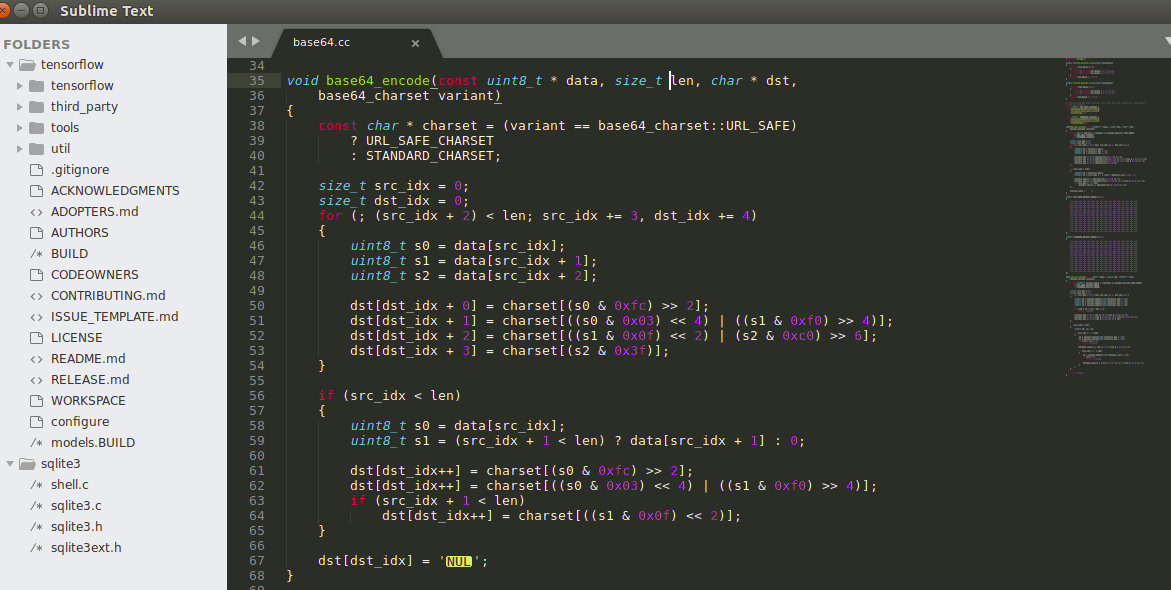 Sublime Text
FOLDERS
tensorflow
tensorflow
third_party
tools
util
.gitignore
ACKNOWLEDGMENTS
<> ADOPTERS.md
AUTHORS
/* BUILD
CODEOWNERS
<> CONTRIBUTING.md
<> ISSUE_TEMPLATE.md
LICENSE
<> README.md
<> RELEASE.md
WORKSPACE
configure
/* models.BUILD
sqlite3
/* shell.c
/* sqlite3.c
/* sqlite3.h
/* sqlite3ext.h
base64.cc ×
34
35 void base64_encode(const uint8_t * data, size_t len, char * dst,
36     base64_charset variant)
37 {
38     const char * charset = (variant == base64_charset::URL_SAFE)
39         ? URL_SAFE_CHARSET
40         : STANDARD_CHARSET;
41
42     size_t src_idx = 0;
43     size_t dst_idx = 0;
44     for (; (src_idx + 2) < len; src_idx += 3, dst_idx += 4)
45     {
46         uint8_t s0 = data[src_idx];
47         uint8_t s1 = data[src_idx + 1];
48         uint8_t s2 = data[src_idx + 2];
49
50         dst[dst_idx + 0] = charset[(s0 & 0xfc) >> 2];
51         dst[dst_idx + 1] = charset[((s0 & 0x03) << 4) | ((s1 & 0xf0) >> 4)];
52         dst[dst_idx + 2] = charset[((s1 & 0x0f) << 2) | (s2 & 0xc0) >> 6];
53         dst[dst_idx + 3] = charset[(s2 & 0x3f)];
54     }
55
56     if (src_idx < len)
57     {
58         uint8_t s0 = data[src_idx];
59         uint8_t s1 = (src_idx + 1 < len) ? data[src_idx + 1] : 0;
60
61         dst[dst_idx++] = charset[(s0 & 0xfc) >> 2];
62         dst[dst_idx++] = charset[((s0 & 0x03) << 4) | ((s1 & 0xf0) >> 4)];
63         if (src_idx + 1 < len)
64             dst[dst_idx++] = charset[((s1 & 0x0f) << 2)];
65     }
66
67     dst[dst_idx] = 'NUL';
68 }